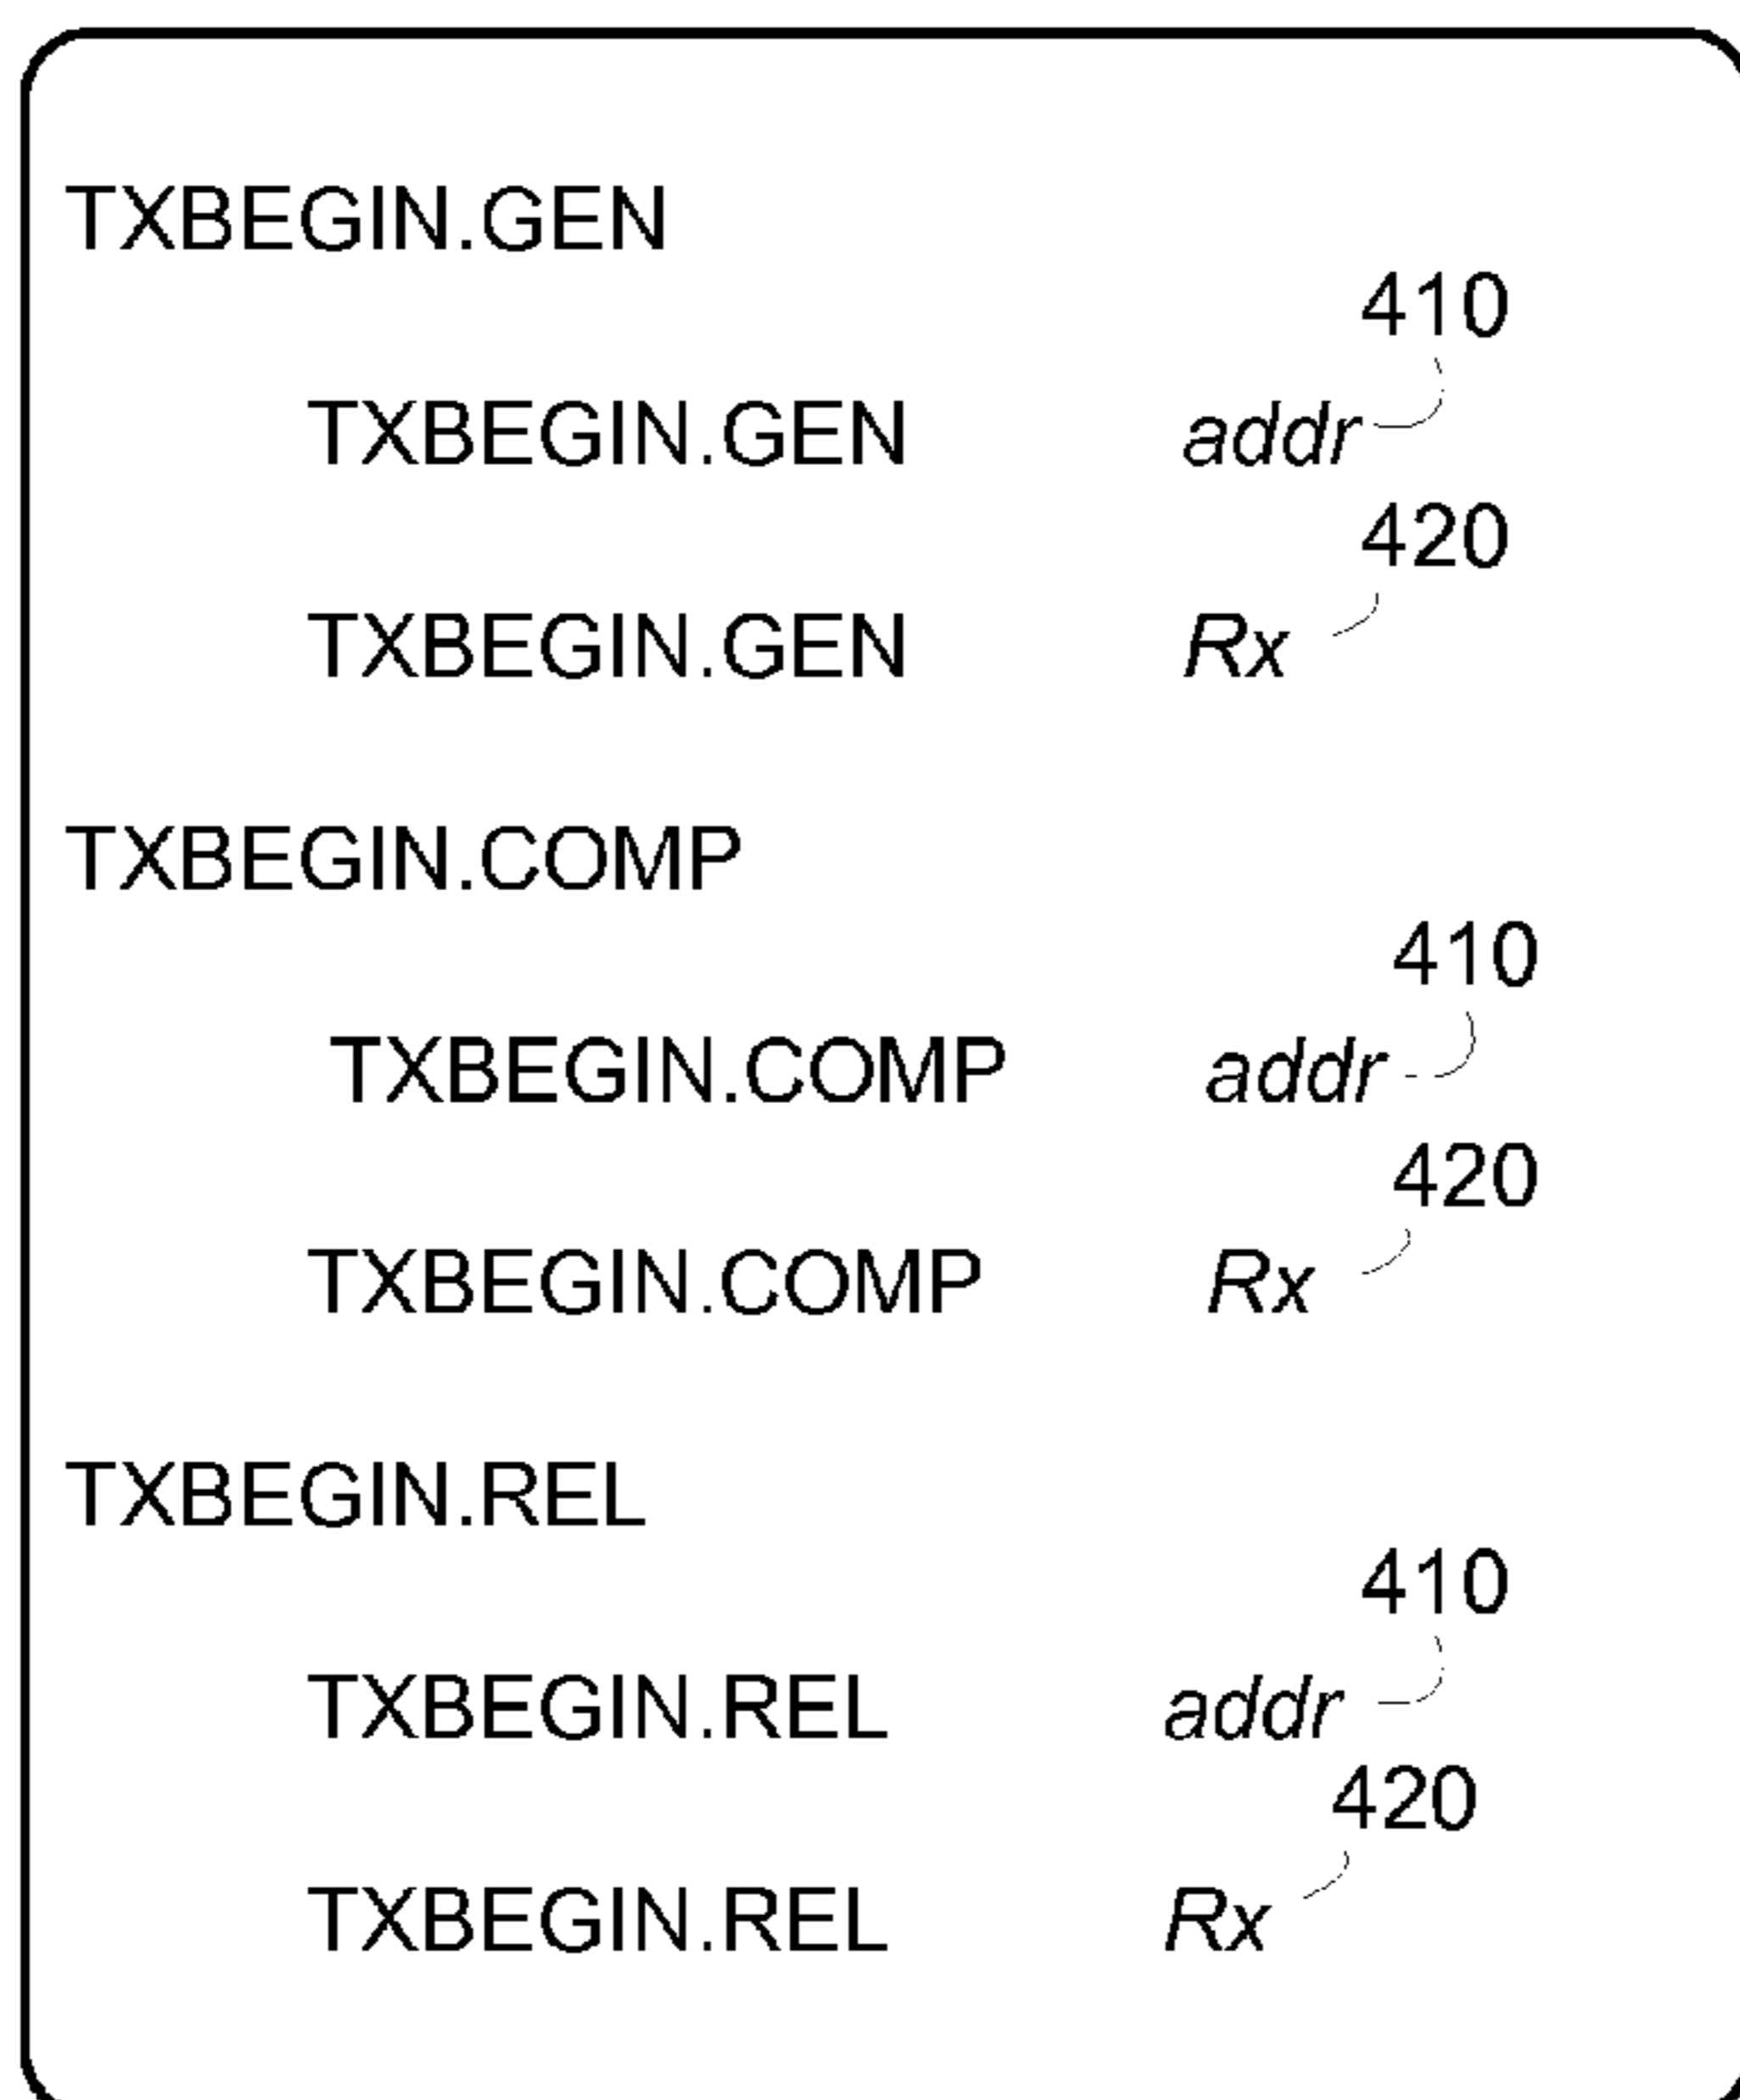 TXBEGIN.GEN
410
TXBEGIN.GEN addr
420
TXBEGIN.GEN Rx
TXBEGIN.COMP
410
TXBEGIN.COMP addr
420
TXBEGIN.COMP Rx
TXBEGIN.REL
410
TXBEGIN.REL addr
420
TXBEGIN.REL Rx